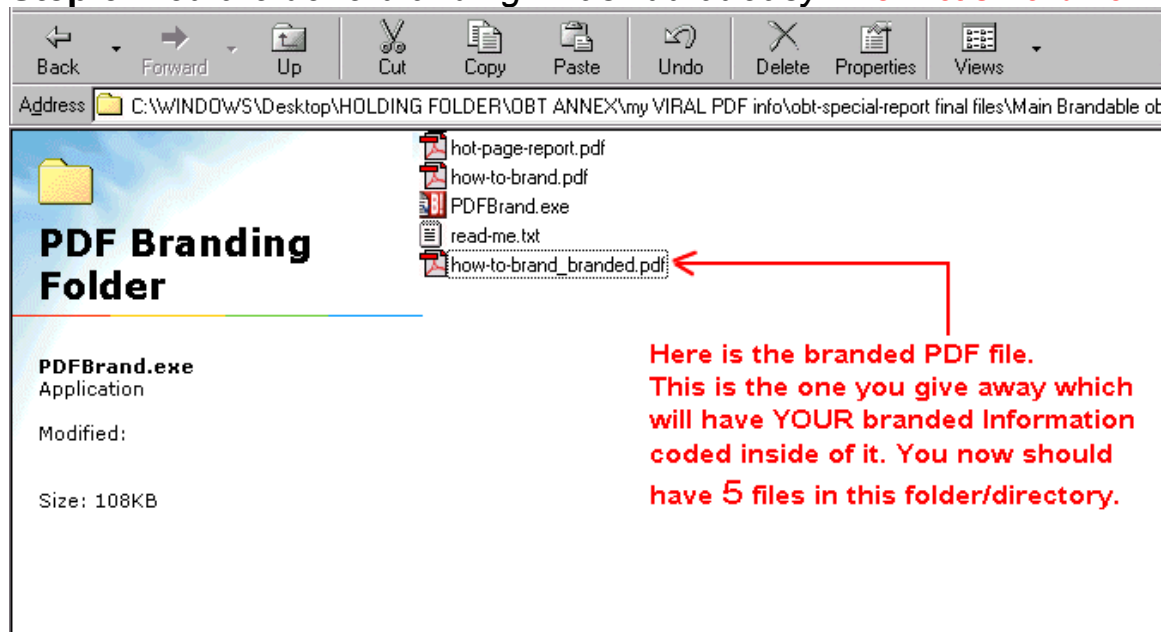 Back
Forward
Up
Cut
Copy
Paste
Undo
Delete
Properties
Views
Address C:\WINDOWS\Desktop\HOLDING FOLDER\OBT ANNEX\my VIRAL PDF info\obt-special-report final files\Main Brandable ob
hot-page-report.pdf
how-to-brand.pdf
PDFBrand.exe
read-me.txt
how-to-brand_branded.pdf
PDF Branding
Folder
PDFBrand.exe
Application
Modified:
Size: 108KB
Here is the branded PDF file.
This is the one you give away which
will have YOUR branded Information
coded inside of it. You now should
have 5 files in this folder/directory.